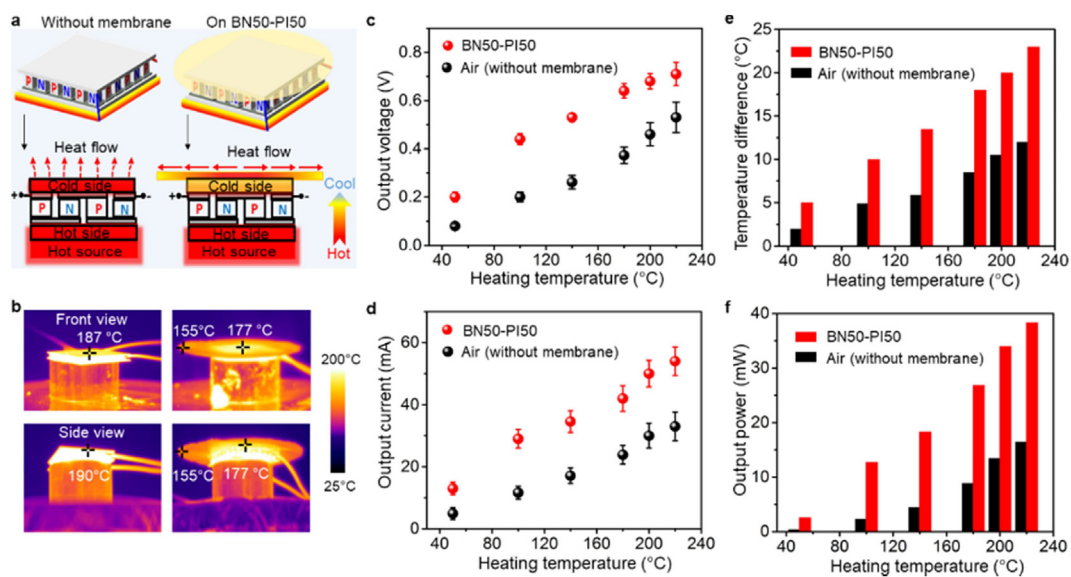 a
Without membrane
On BN50-PI50
P N P N P N
Heat flow
Heat flow
Cold side
Cold side
Cool
+ -
+ -
P N P N
P N P N
Hot side
Hot side
Hot source
Hot source
Hot
b
Front view
187 °C
155°C
177 °C
Side view
190°C
155°C
177 °C
200°C
25°C
c
BN50-PI50
Air (without membrane)
Output voltage (V)
0.8
0.6
0.4
0.2
0.0
40 80 120 160 200 240
Heating temperature (°C)
d
BN50-PI50
Air (without membrane)
Output current (mA)
60
40
20
0
40 80 120 160 200 240
Heating temperature (°C)
e
BN50-PI50
Air (without membrane)
Temperature difference (°C)
25
20
15
10
5
0
40 80 120 160 200 240
Heating temperature (°C)
f
BN50-PI50
Air (without membrane)
Output power (mW)
40
30
20
10
0
40 80 120 160 200 240
Heating temperature (°C)